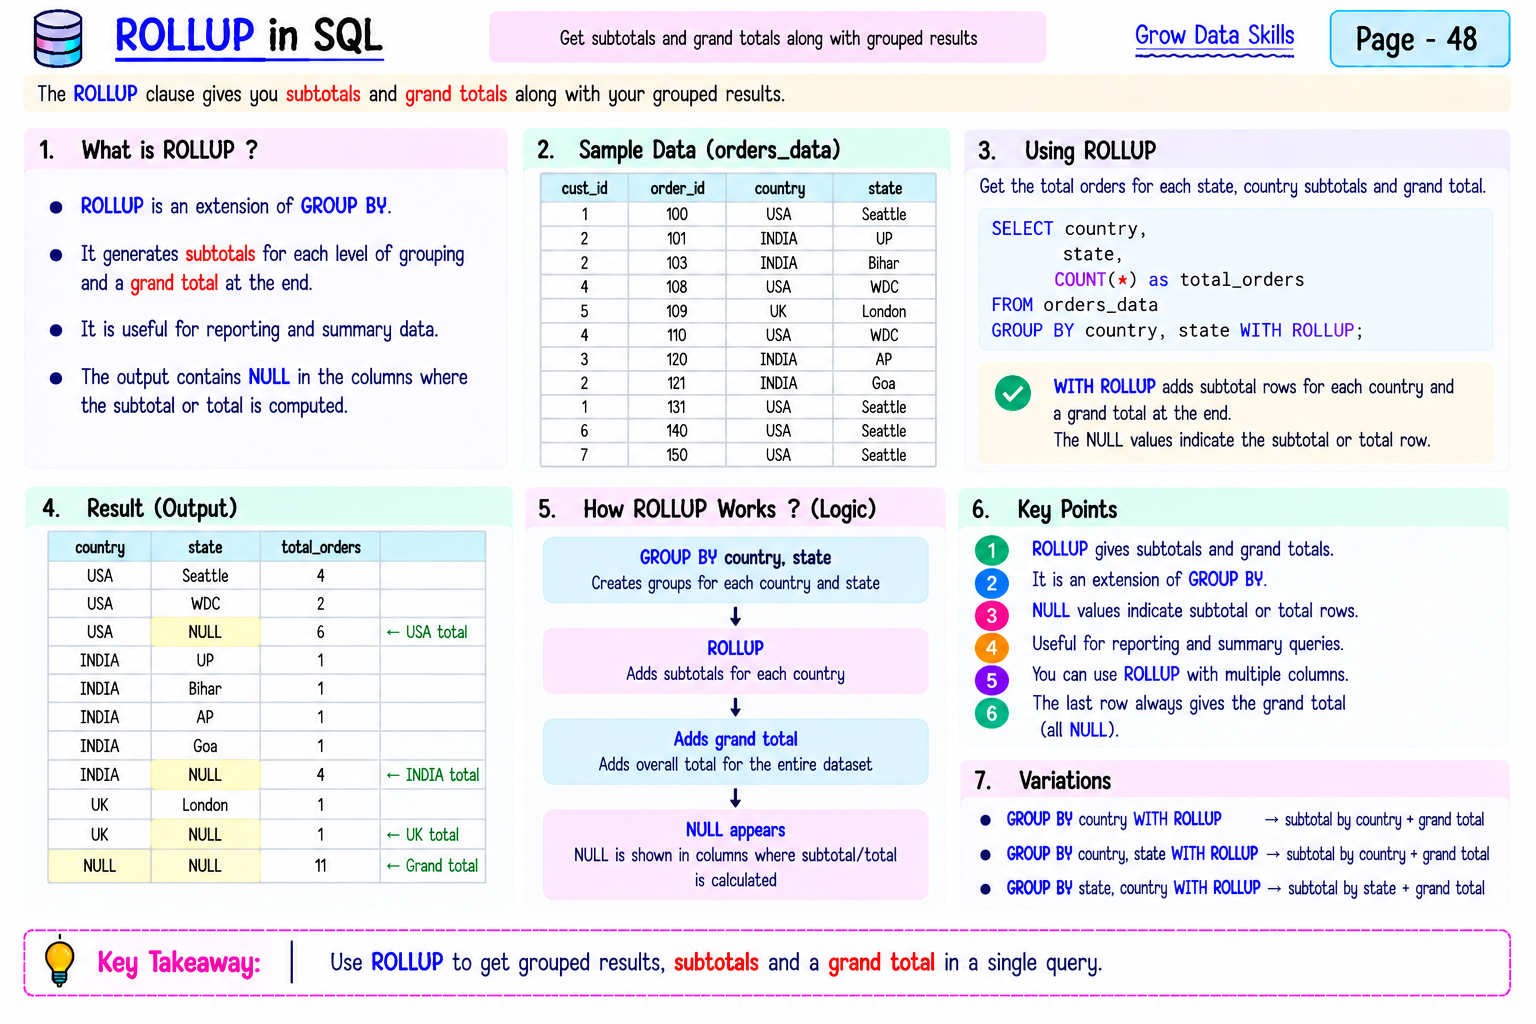 ROLLUP in SQL
Get subtotals and grand totals along with grouped results
Grow Data Skills
Page - 48
The ROLLUP clause gives you subtotals and grand totals along with your grouped results.
1. What is ROLLUP ?
● ROLLUP is an extension of GROUP BY.
● It generates subtotals for each level of grouping
and a grand total at the end.
● It is useful for reporting and summary data.
● The output contains NULL in the columns where
the subtotal or total is computed.
2. Sample Data (orders_data)
cust_id order_id country state
1 100 USA Seattle
2 101 INDIA UP
2 103 INDIA Bihar
4 108 USA WDC
5 109 UK London
4 110 USA WDC
3 120 INDIA AP
2 121 INDIA Goa
1 131 USA Seattle
6 140 USA Seattle
7 150 USA Seattle
3. Using ROLLUP
Get the total orders for each state, country subtotals and grand total.
SELECT country,
state,
COUNT(*) as total_orders
FROM orders_data
GROUP BY country, state WITH ROLLUP;
WITH ROLLUP adds subtotal rows for each country and
a grand total at the end.
The NULL values indicate the subtotal or total row.
4. Result (Output)
country state total_orders
USA Seattle 4
USA WDC 2
USA NULL 6 ← USA total
INDIA UP 1
INDIA Bihar 1
INDIA AP 1
INDIA Goa 1
INDIA NULL 4 ← INDIA total
UK London 1
UK NULL 1 ← UK total
NULL NULL 11 ← Grand total
5. How ROLLUP Works ? (Logic)
GROUP BY country, state
Creates groups for each country and state
ROLLUP
Adds subtotals for each country
Adds grand total
Adds overall total for the entire dataset
NULL appears
NULL is shown in columns where subtotal/total
is calculated
6. Key Points
1 ROLLUP gives subtotals and grand totals.
2 It is an extension of GROUP BY.
3 NULL values indicate subtotal or total rows.
4 Useful for reporting and summary queries.
5 You can use ROLLUP with multiple columns.
6 The last row always gives the grand total
(all NULL).
7. Variations
● GROUP BY country WITH ROLLUP → subtotal by country + grand total
● GROUP BY country, state WITH ROLLUP → subtotal by country + grand total
● GROUP BY state, country WITH ROLLUP → subtotal by state + grand total
Key Takeaway: Use ROLLUP to get grouped results, subtotals and a grand total in a single query.